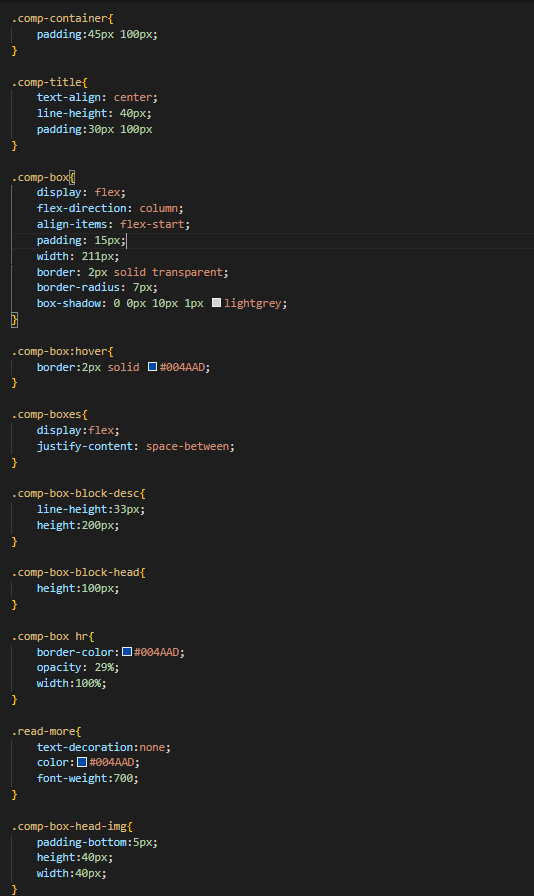 .comp-container{
padding:45px 100px;
}
.comp-title{
text-align: center;
line-height: 40px;
padding:30px 100px
}
.comp-box{
display: flex;
flex-direction: column;
align-items: flex-start;
padding: 15px;
width: 211px;
border: 2px solid transparent;
border-radius: 7px;
box-shadow: 0 0px 10px 1px lightgrey;
}
.comp-box:hover{
border:2px solid #004AAD;
}
.comp-boxes{
display:flex;
justify-content: space-between;
}
.comp-box-block-desc{
line-height:33px;
height:200px;
}
.comp-box-block-head{
height:100px;
}
.comp-box hr{
border-color:#004AAD;
opacity: 29%;
width:100%;
}
.read-more{
text-decoration:none;
color:#004AAD;
font-weight:700;
}
.comp-box-head-img{
padding-bottom:5px;
height:40px;
width:40px;
}